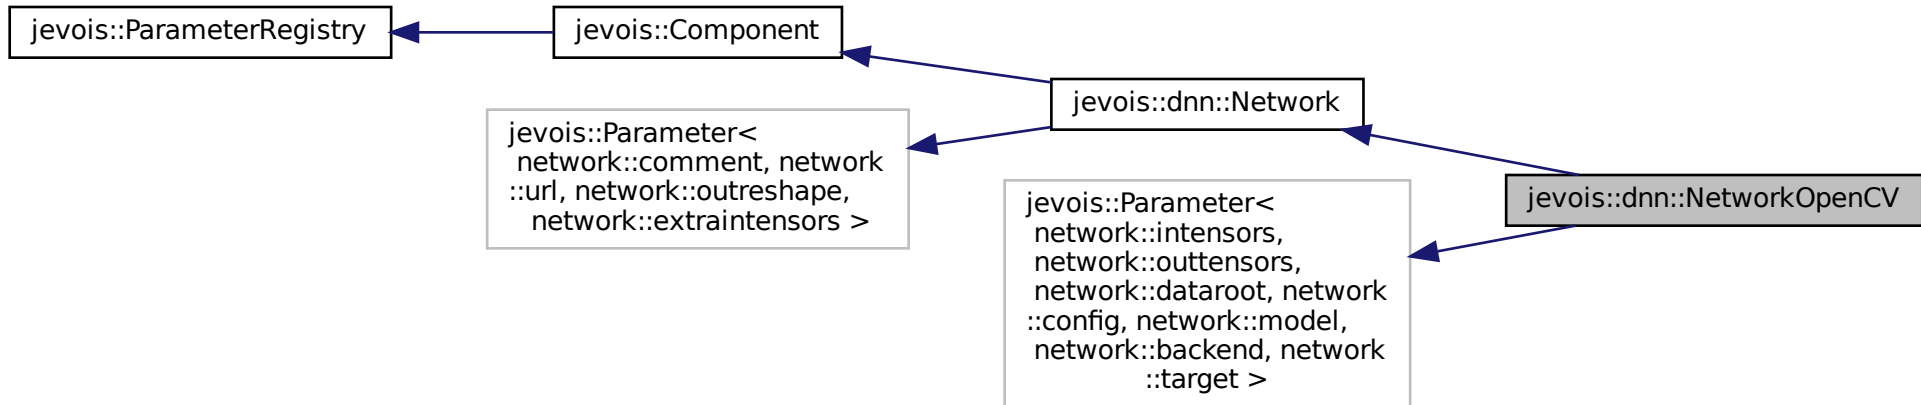 jevois::ParameterRegistry
jevois::Component
jevois::dnn::Network
jevois::Parameter<
network::comment, network
::url, network::outreshape,
network::extraintensors >
jevois::dnn::NetworkOpenCV
jevois::Parameter<
network::intensors,
network::outtensors,
network::dataroot, network
::config, network::model,
network::backend, network
::target >